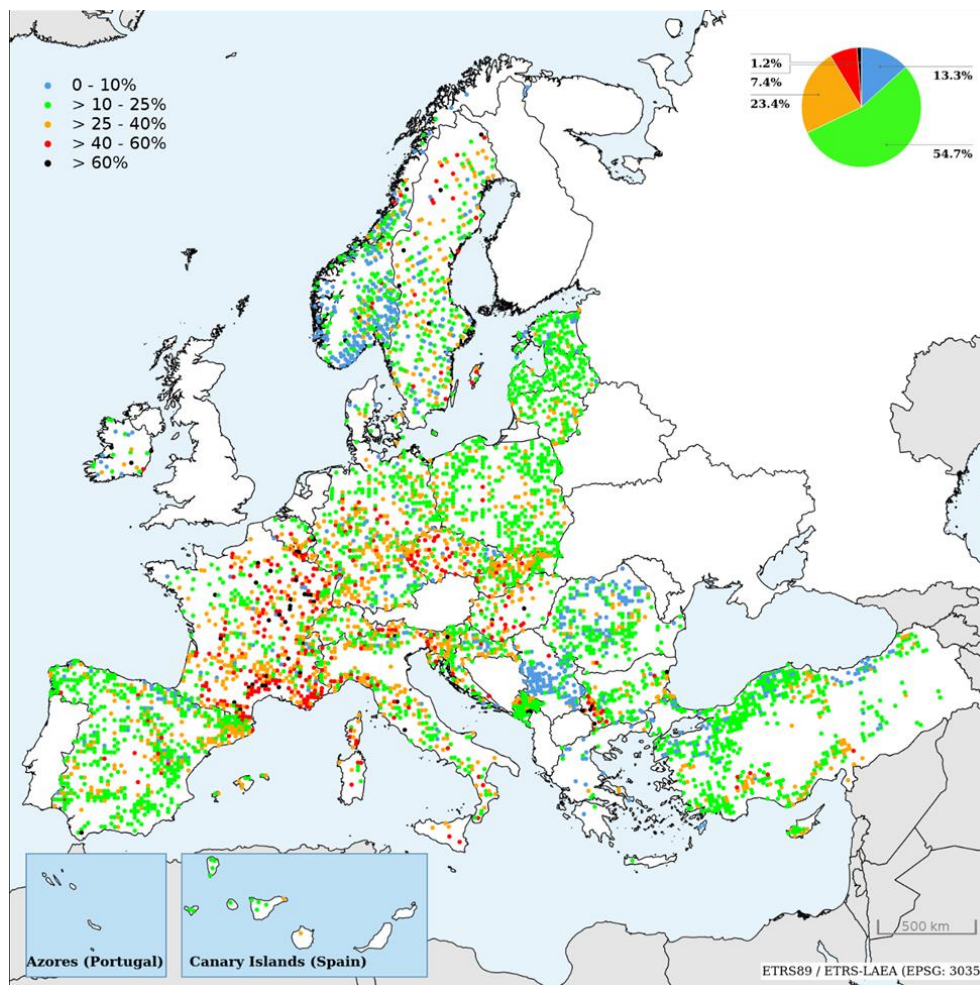 0 - 10%
> 10 - 25%
> 25 - 40%
> 40 - 60%
> 60%
1.2%
7.4%
23.4%
13.3%
54.7%
500 km
Azores (Portugal)
Canary Islands (Spain)
ETRS89 / ETRS-LAEA (EPSG: 3035